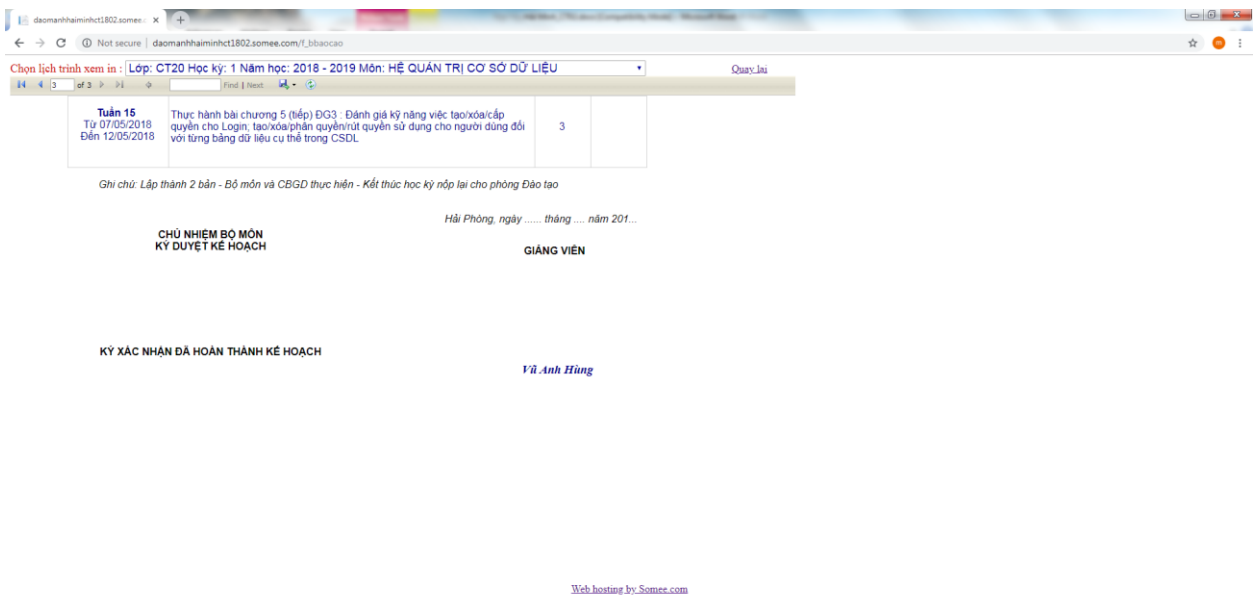 daomanhhaiminhct1802.somee.c
Not secure | daomanhhaiminhct1802.somee.com/f_bbaocao
Chọn lịch trình xem in : Lớp: CT20 Học kỳ: 1 Năm học: 2018 - 2019 Môn: HỆ QUẢN TRỊ CƠ SỞ DỮ LIỆU Quay lại
3 of 3 Find | Next
Tuần 15
Từ 07/05/2018
Đến 12/05/2018
Thực hành bài chương 5 (tiếp) ĐG3 : Đánh giá kỹ năng việc tạo/xóa/cấp
quyền cho Login; tạo/xóa/phân quyền/rút quyền sử dụng cho người dùng đối
với từng bảng dữ liệu cụ thể trong CSDL
3
Ghi chú: Lập thành 2 bản - Bộ môn và CBGD thực hiện - Kết thúc học kỳ nộp lại cho phòng Đào tạo
Hải Phòng, ngày ...... tháng .... năm 201...
CHỦ NHIỆM BỘ MÔN
KÝ DUYỆT KẾ HOẠCH
GIẢNG VIÊN
KÝ XÁC NHẬN ĐÃ HOÀN THÀNH KẾ HOẠCH
Vũ Anh Hùng
Web hosting by Somee.com